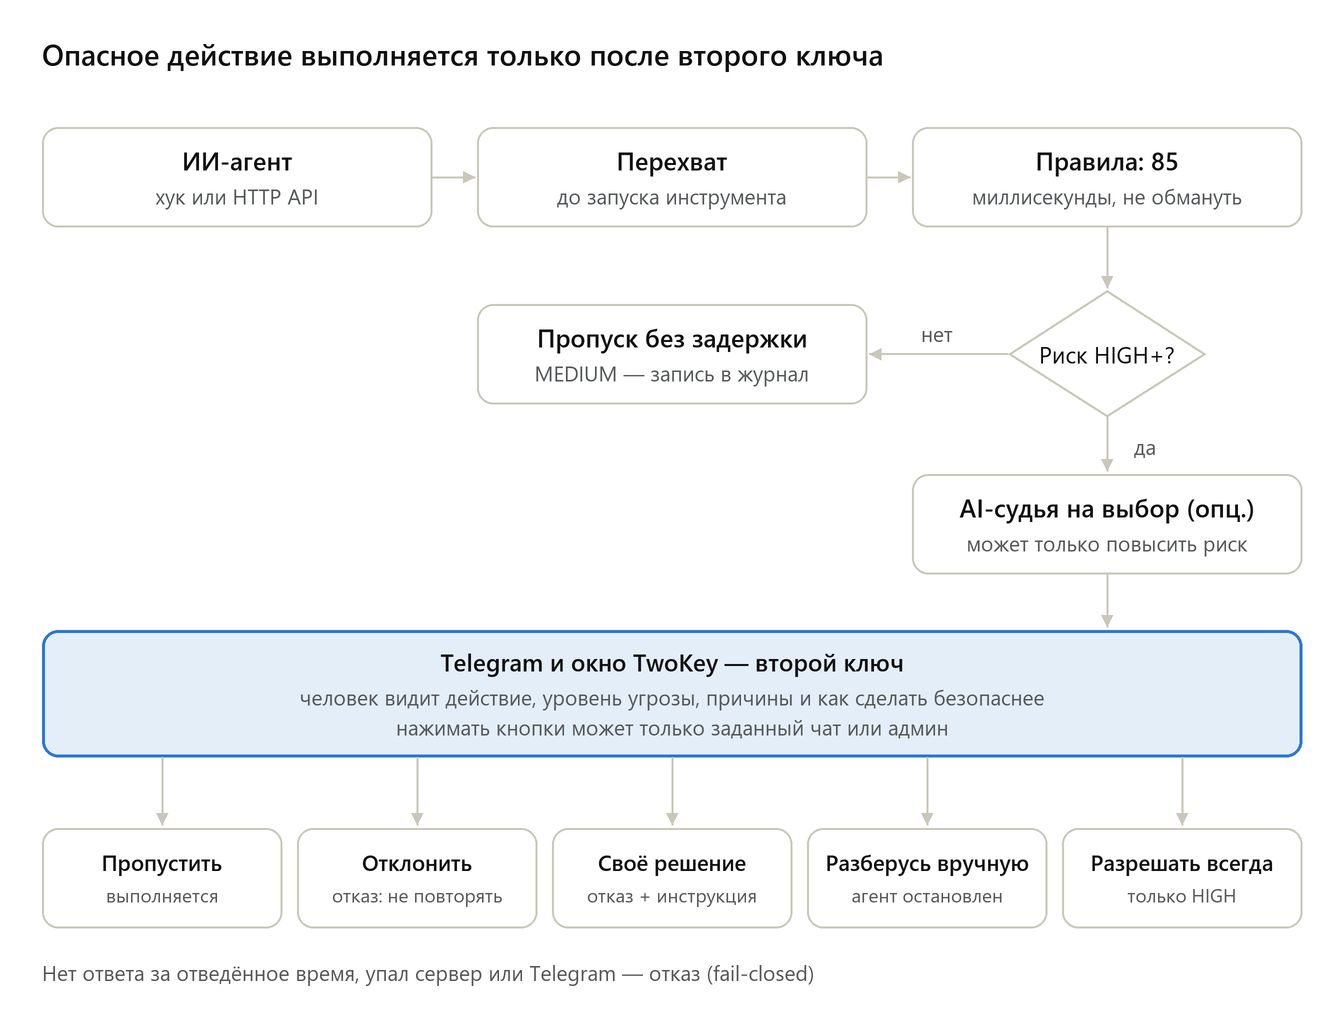 Опасное действие выполняется только после второго ключа
ИИ-агент
хук или HTTP API
Перехват
до запуска инструмента
Правила: 85
миллисекунды, не обмануть
Пропуск без задержки
MEDIUM — запись в журнал
нет
Риск HIGH+?
да
AI-судья на выбор (опц.)
может только повысить риск
Telegram и окно TwoKey — второй ключ
человек видит действие, уровень угрозы, причины и как сделать безопаснее
нажимать кнопки может только заданный чат или админ
Пропустить
выполняется
Отклонить
отказ: не повторять
Своё решение
отказ + инструкция
Разберусь вручную
агент остановлен
Разрешать всегда
только HIGH
Нет ответа за отведённое время, упал сервер или Telegram — отказ (fail-closed)